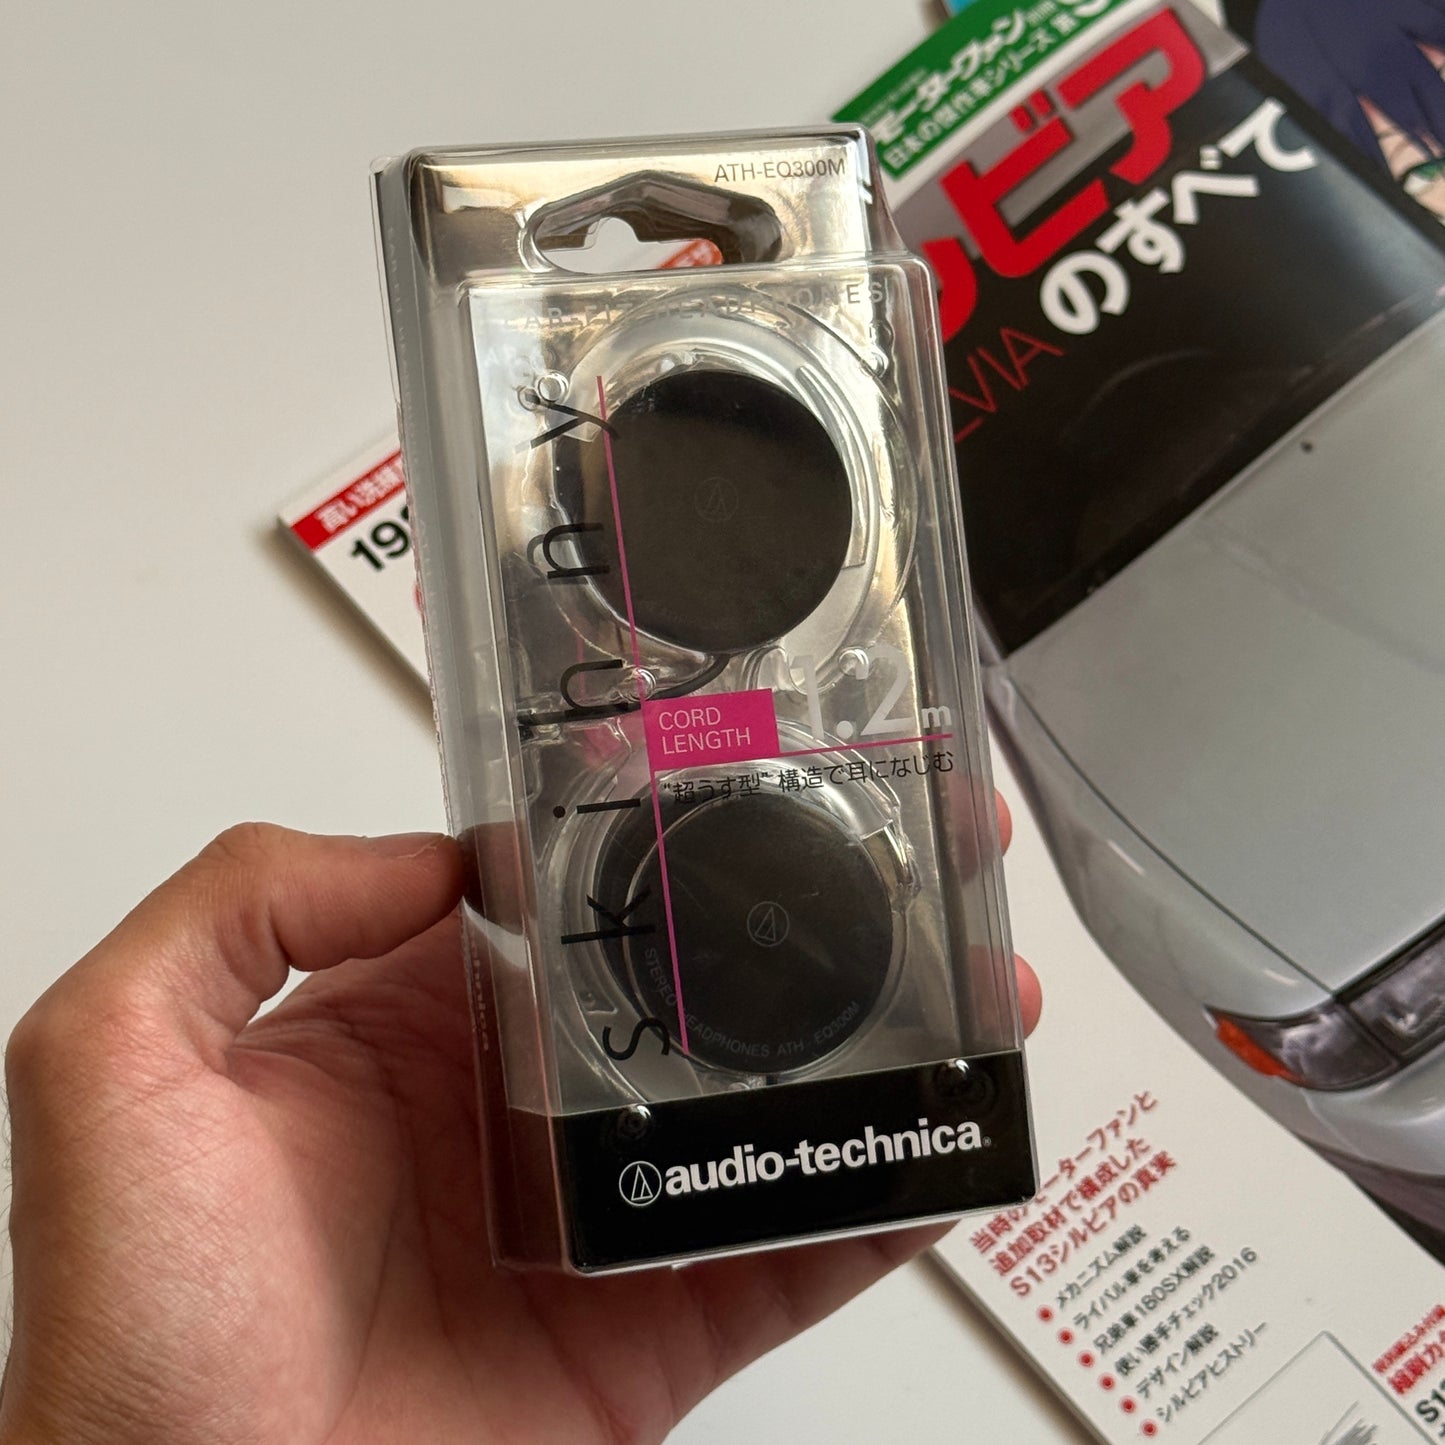 ATH-EQ300M
EAR-FIT HEADPHONES
skinny
CORD
LENGTH
1.2m
"超うす型" 構造で耳になじむ
STEREO HEADPHONES ATH-EQ300M
audio-technica
モーターファン別冊
日本の傑作車シリーズ 第
シルビア
のすべて
SILVIA
当時のモーターファンと
追加取材で構成した
S13シルビアの真実
●メカニズム解説
●ライバル車を考える
●兄弟車180SX解説
●使い勝手チェック2016
●デザイン解説
●シルビアヒストリー